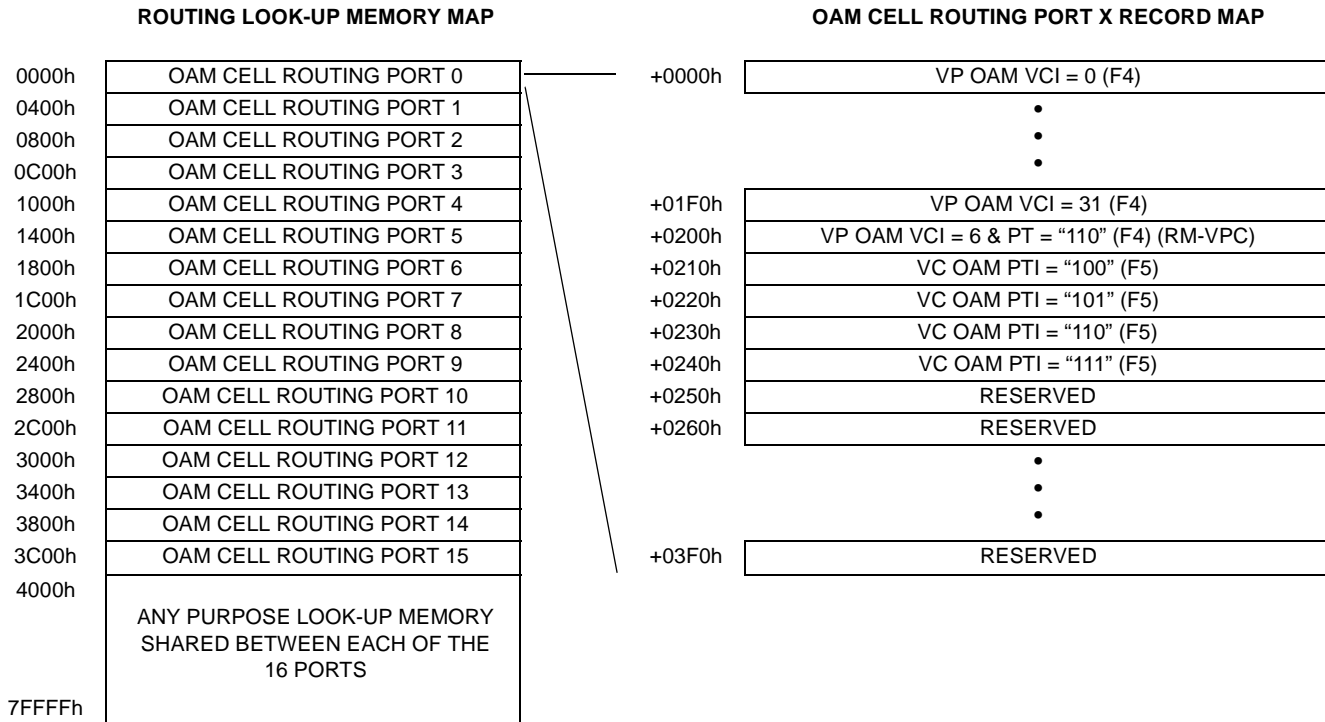 ROUTING LOOK-UP MEMORY MAP
0000h OAM CELL ROUTING PORT 0
0400h OAM CELL ROUTING PORT 1
0800h OAM CELL ROUTING PORT 2
0C00h OAM CELL ROUTING PORT 3
1000h OAM CELL ROUTING PORT 4
1400h OAM CELL ROUTING PORT 5
1800h OAM CELL ROUTING PORT 6
1C00h OAM CELL ROUTING PORT 7
2000h OAM CELL ROUTING PORT 8
2400h OAM CELL ROUTING PORT 9
2800h OAM CELL ROUTING PORT 10
2C00h OAM CELL ROUTING PORT 11
3000h OAM CELL ROUTING PORT 12
3400h OAM CELL ROUTING PORT 13
3800h OAM CELL ROUTING PORT 14
3C00h OAM CELL ROUTING PORT 15
4000h
ANY PURPOSE LOOK-UP MEMORY
SHARED BETWEEN EACH OF THE
16 PORTS
7FFFFh
OAM CELL ROUTING PORT X RECORD MAP
+0000h VP OAM VCI = 0 (F4)
•
•
•
+01F0h VP OAM VCI = 31 (F4)
+0200h VP OAM VCI = 6 & PT = “110” (F4) (RM-VPC)
+0210h VC OAM PTI = “100” (F5)
+0220h VC OAM PTI = “101” (F5)
+0230h VC OAM PTI = “110” (F5)
+0240h VC OAM PTI = “111” (F5)
+0250h RESERVED
+0260h RESERVED
•
•
•
+03F0h RESERVED